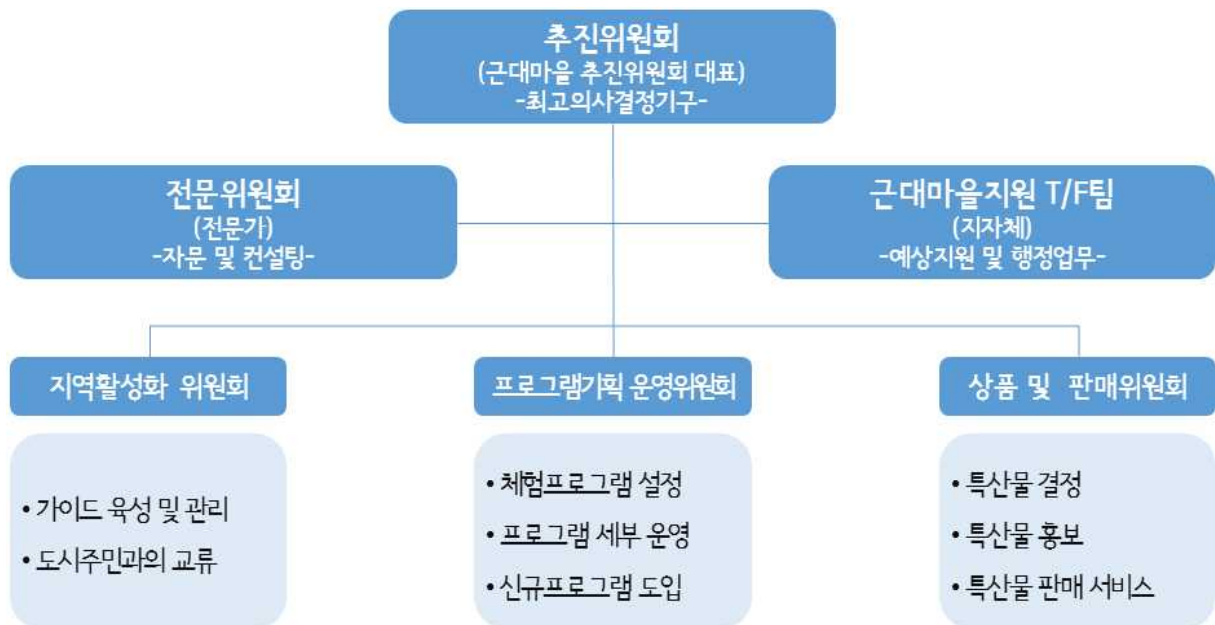 추진위원회
(근대마을 추진위원회 대표)
-최고의사결정기구-
전문위원회
(전문가)
-자문 및 컨설팅-
근대마을지원 T/F팀
(지자체)
-예상지원 및 행정업무-
지역활성화 위원회
프로그램기획 운영위원회
상품 및 판매위원회
• 가이드 육성 및 관리
• 도시주민과의 교류
• 체험프로그램 설정
• 프로그램 세부 운영
• 신규프로그램 도입
• 특산물 결정
• 특산물 홍보
• 특산물 판매 서비스